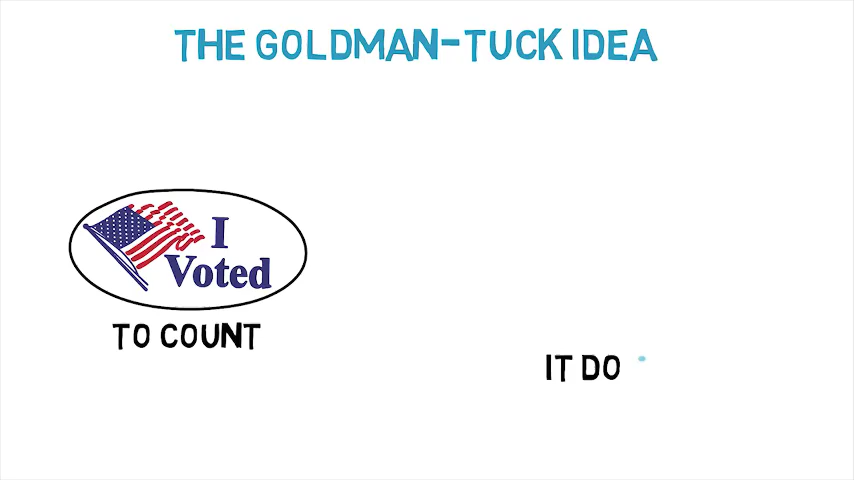 THE GOLDMAN-TUCK IDEA
I
Voted
TO COUNT
IT DO